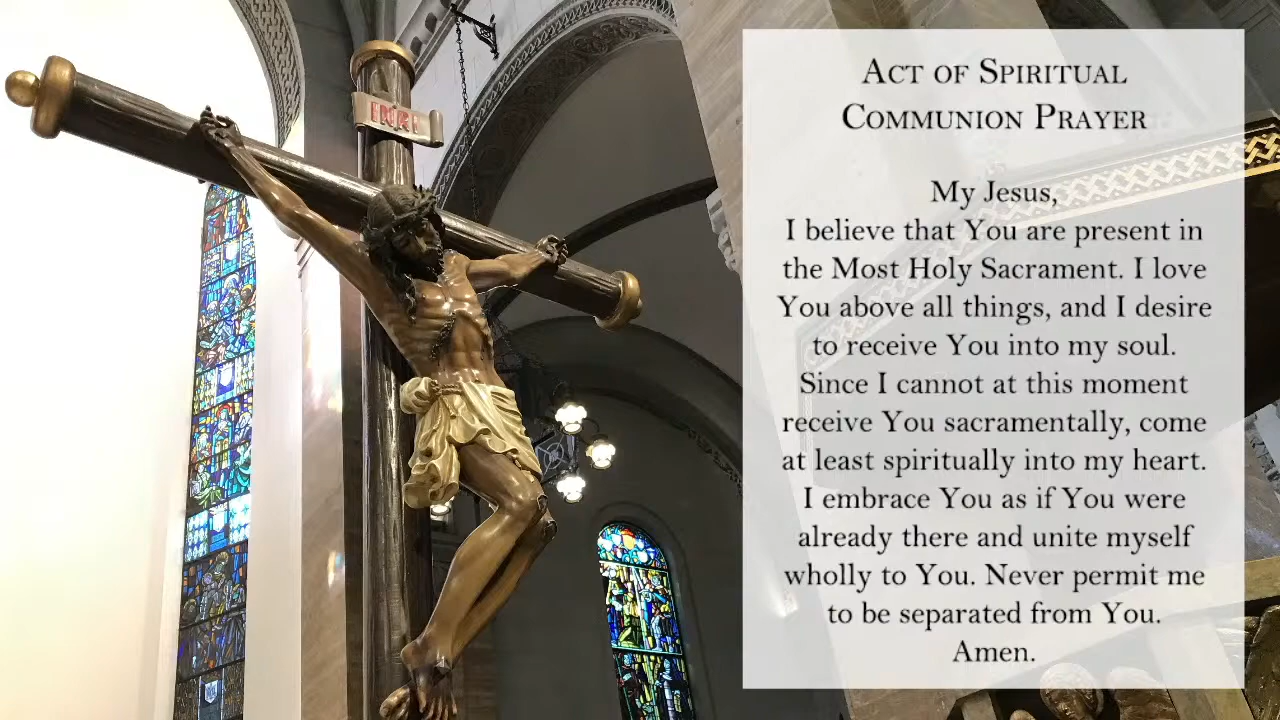 INRI
ACT OF SPIRITUAL
COMMUNION PRAYER
My Jesus,
I believe that You are present in
the Most Holy Sacrament. I love
You above all things, and I desire
to receive You into my soul.
Since I cannot at this moment
receive You sacramentally, come
at least spiritually into my heart.
I embrace You as if You were
already there and unite myself
wholly to You. Never permit me
to be separated from You.
Amen.